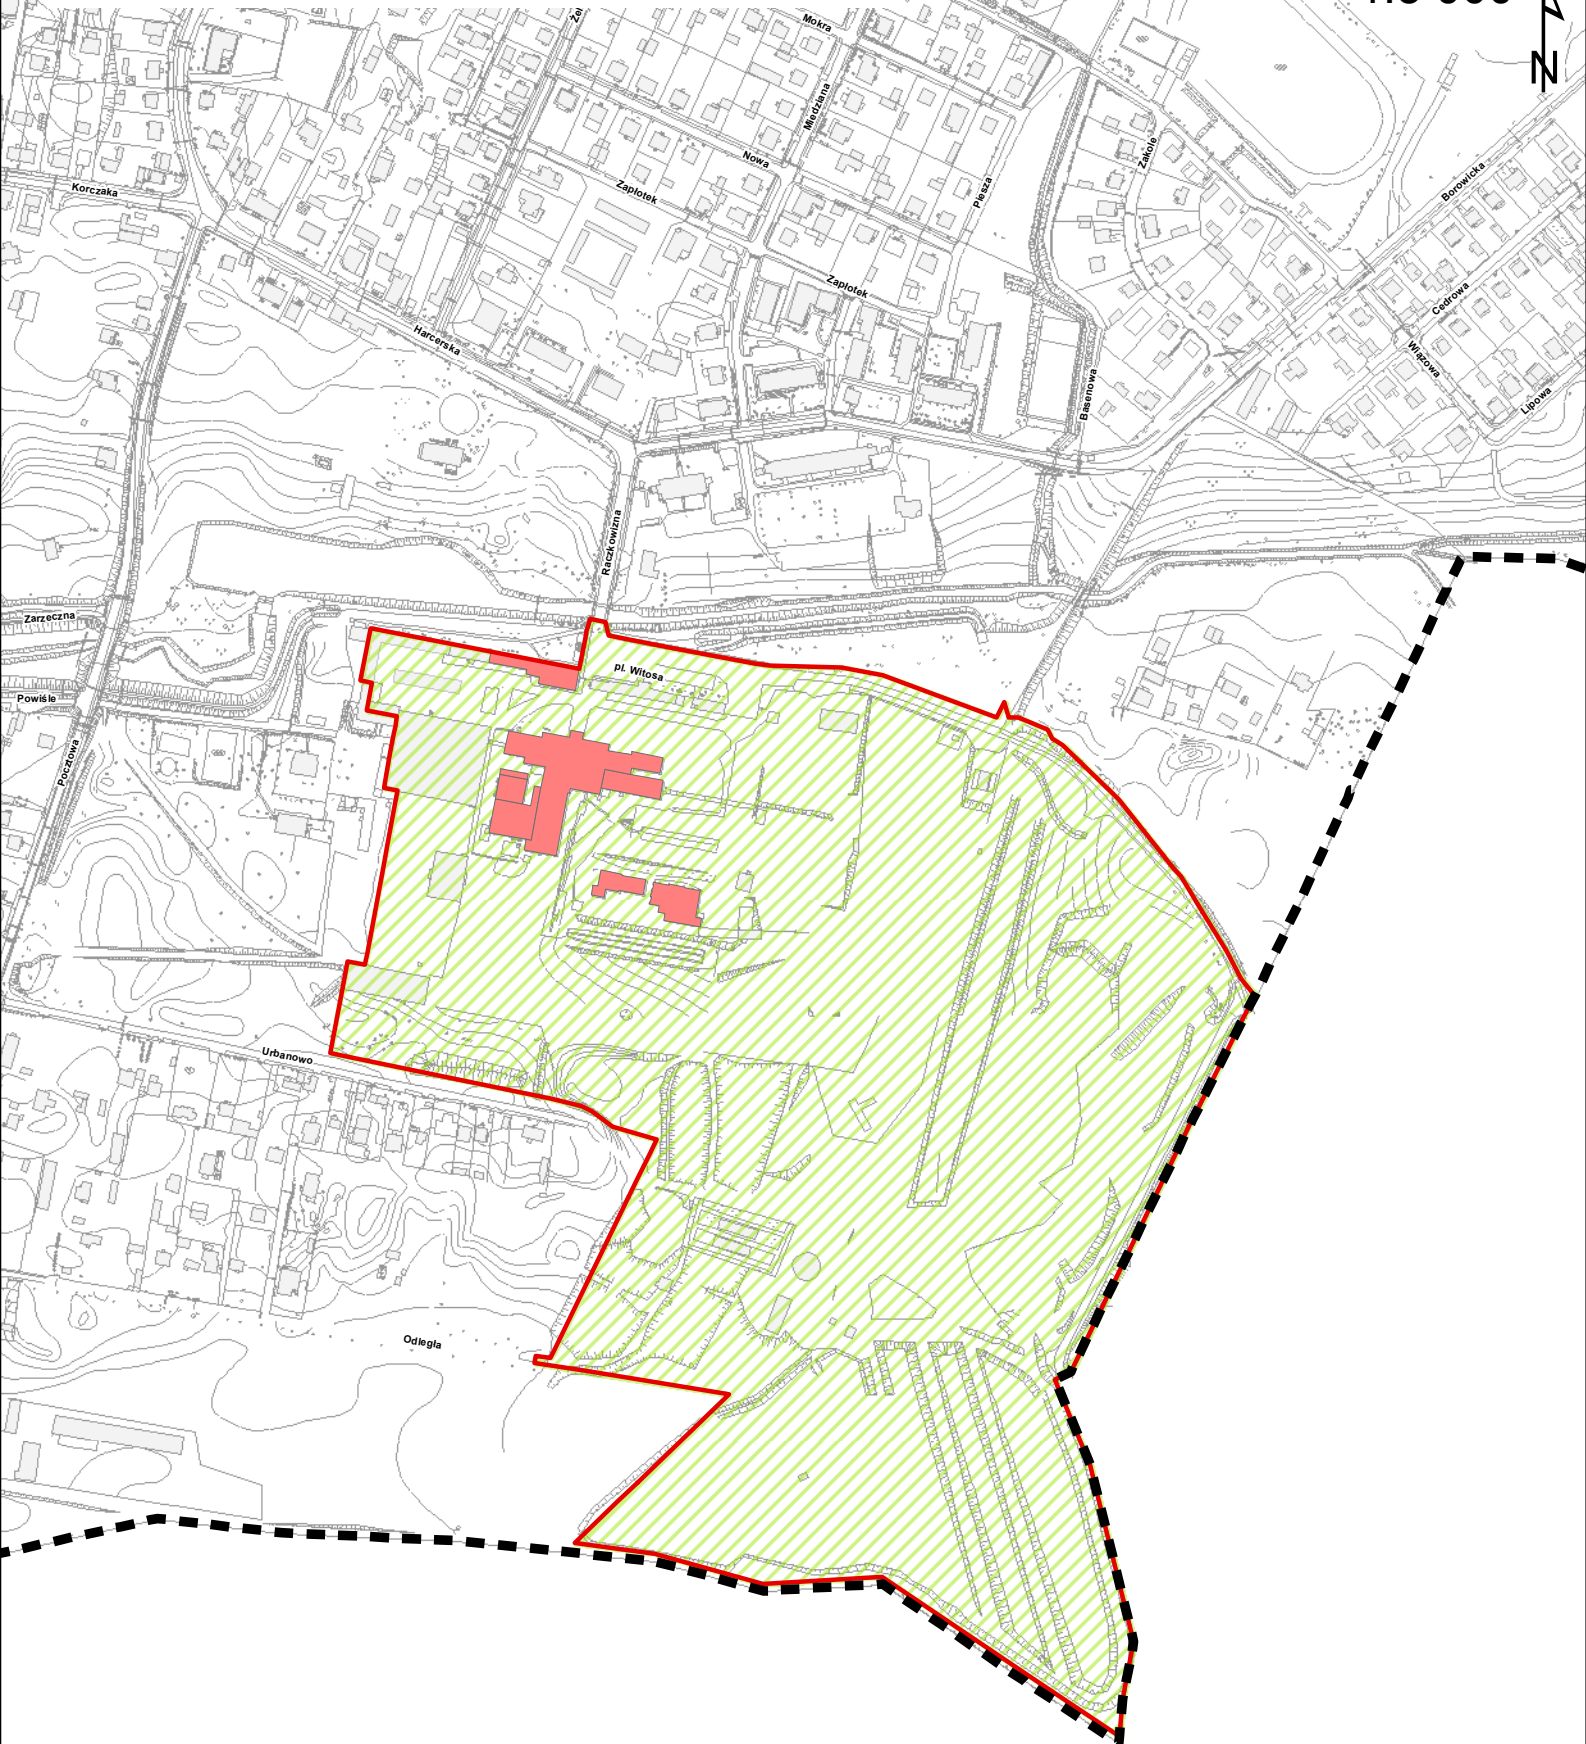 N
Mokra
Miedziana
Nowa
Zapłotek
Piesza
Zakole
Borowicka
Korczaka
Zapłotek
Cedrowa
Wiązowa
Lipowa
Harcerska
Basenowa
Raczkowizna
Zarzeczna
pl. Witosa
Powiśle
Pocztowa
Urbanowo
Odległa